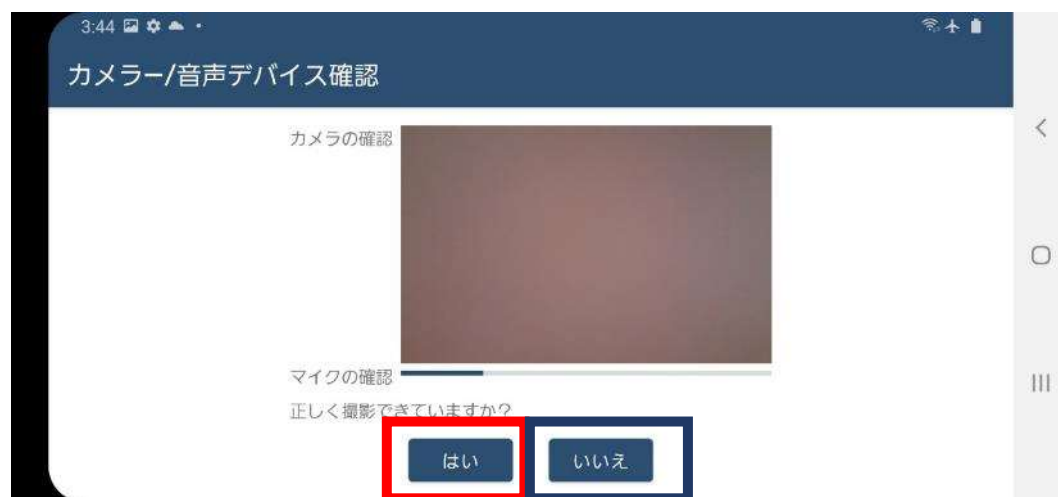 3:44
カメラー/音声デバイス確認
カメラの確認
マイクの確認
正しく撮影できていますか?
はい
いいえ